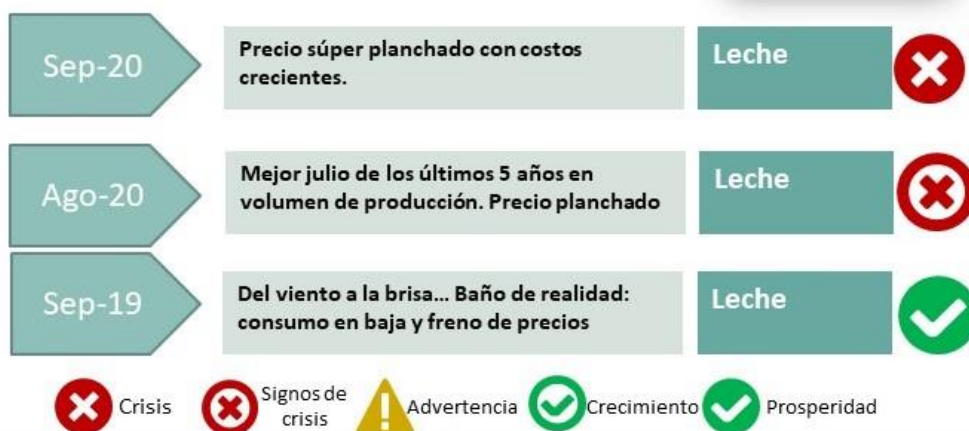 Sep-20
Precio súper planchado con costos
crecientes.
Leche
Ago-20
Mejor julio de los últimos 5 años en
volumen de producción. Precio planchado
Leche
Sep-19
Del viento a la brisa... Baño de realidad:
consumo en baja y freno de precios
Leche
Crisis
Signos de
crisis
Advertencia
Crecimiento
Prosperidad